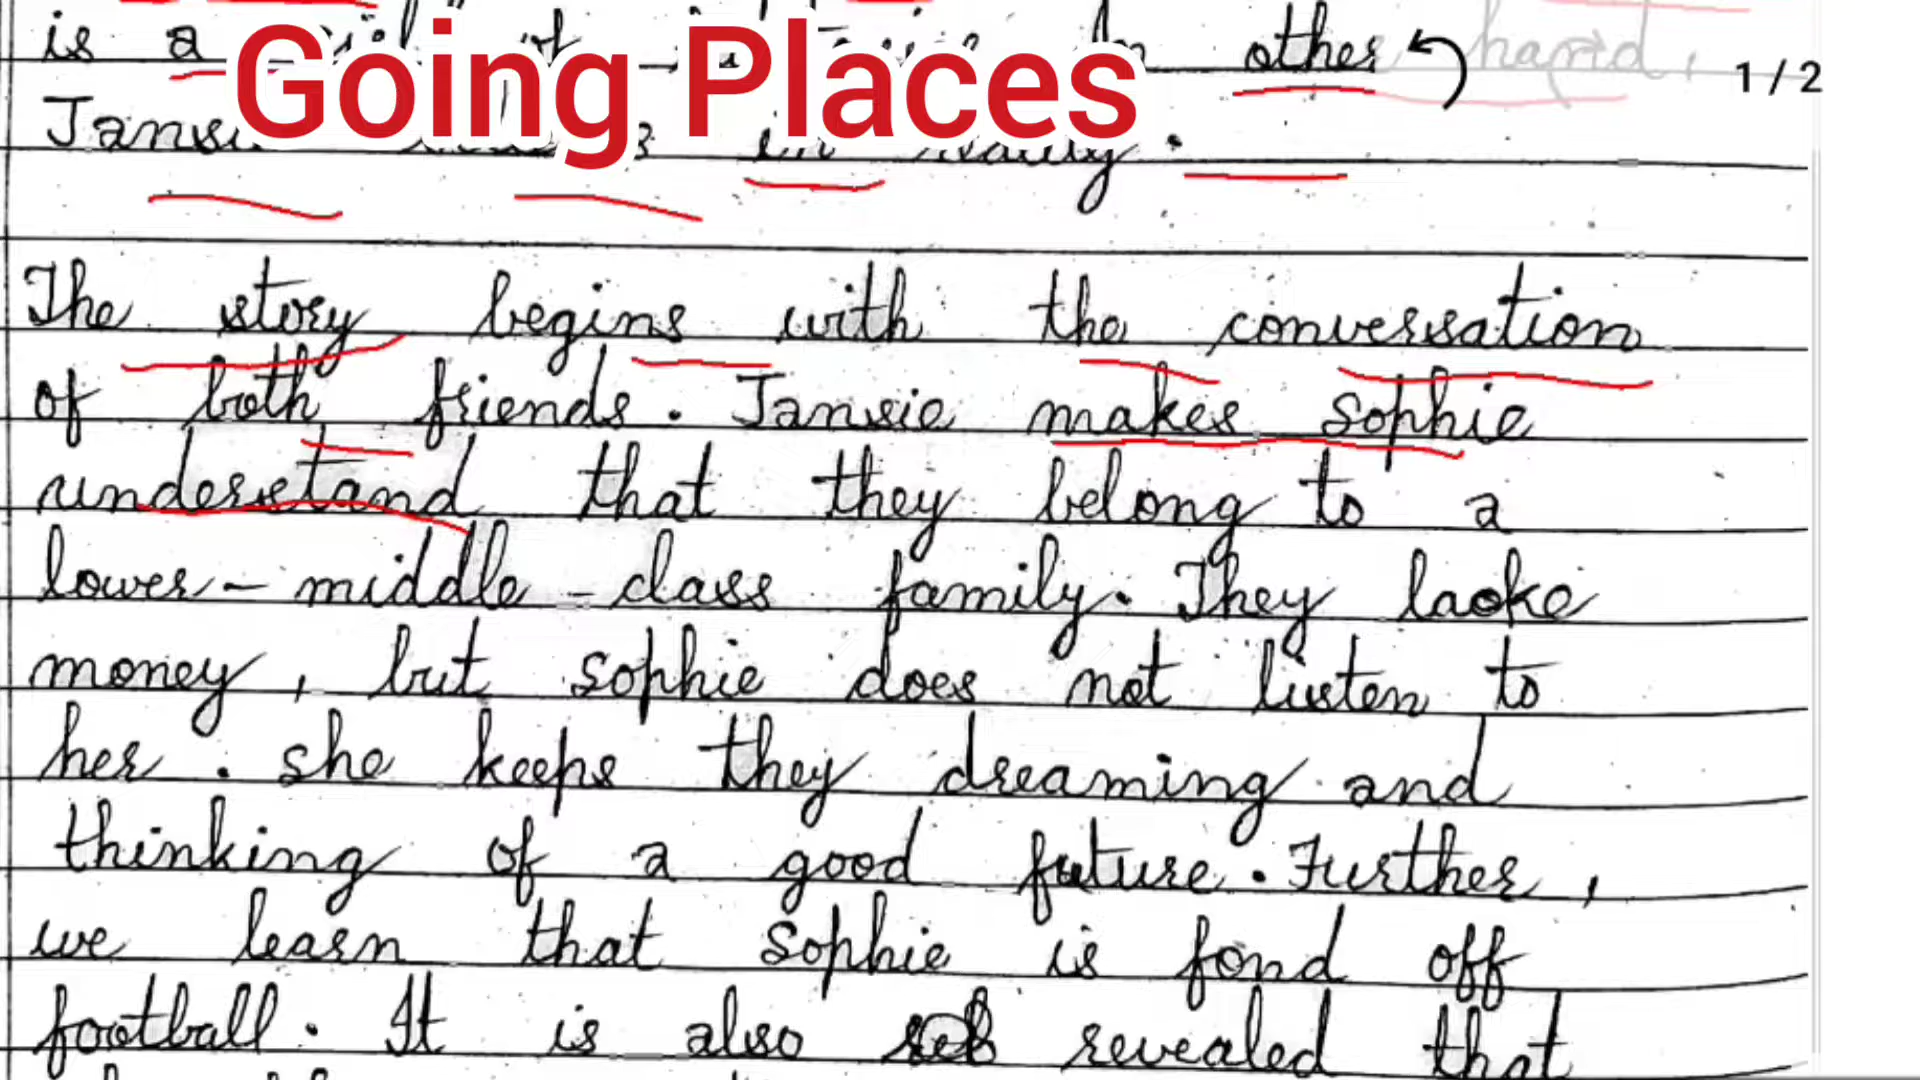 Going Places
is a other hand,
1 / 2
Jansie in reality.
The story begins with the conversation
of both friends. Jansie makes Sophie
understand that they belong to a
lower-middle-class family. They lacke
money, but Sophie does not listen to
her. she keeps they dreaming and
thinking of a good future. Further,
we learn that Sophie is fond off
football. It is also revealed that